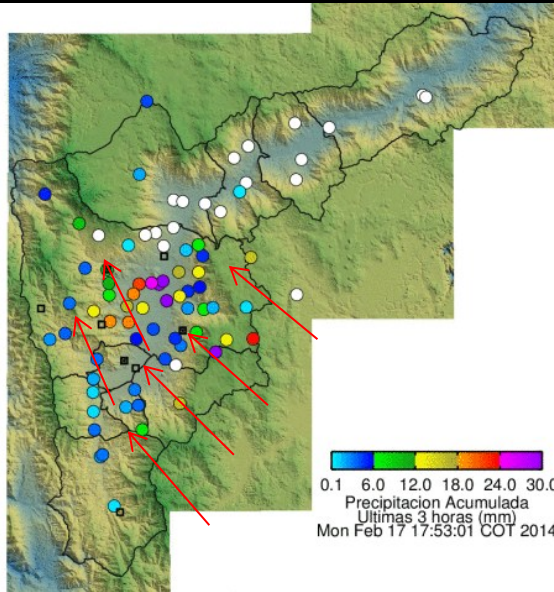 0.1 6.0 12.0 18.0 24.0 30.0
Precipitacion Acumulada
Ultimas 3 horas (mm)
Mon Feb 17 17:53:01 COT 2014